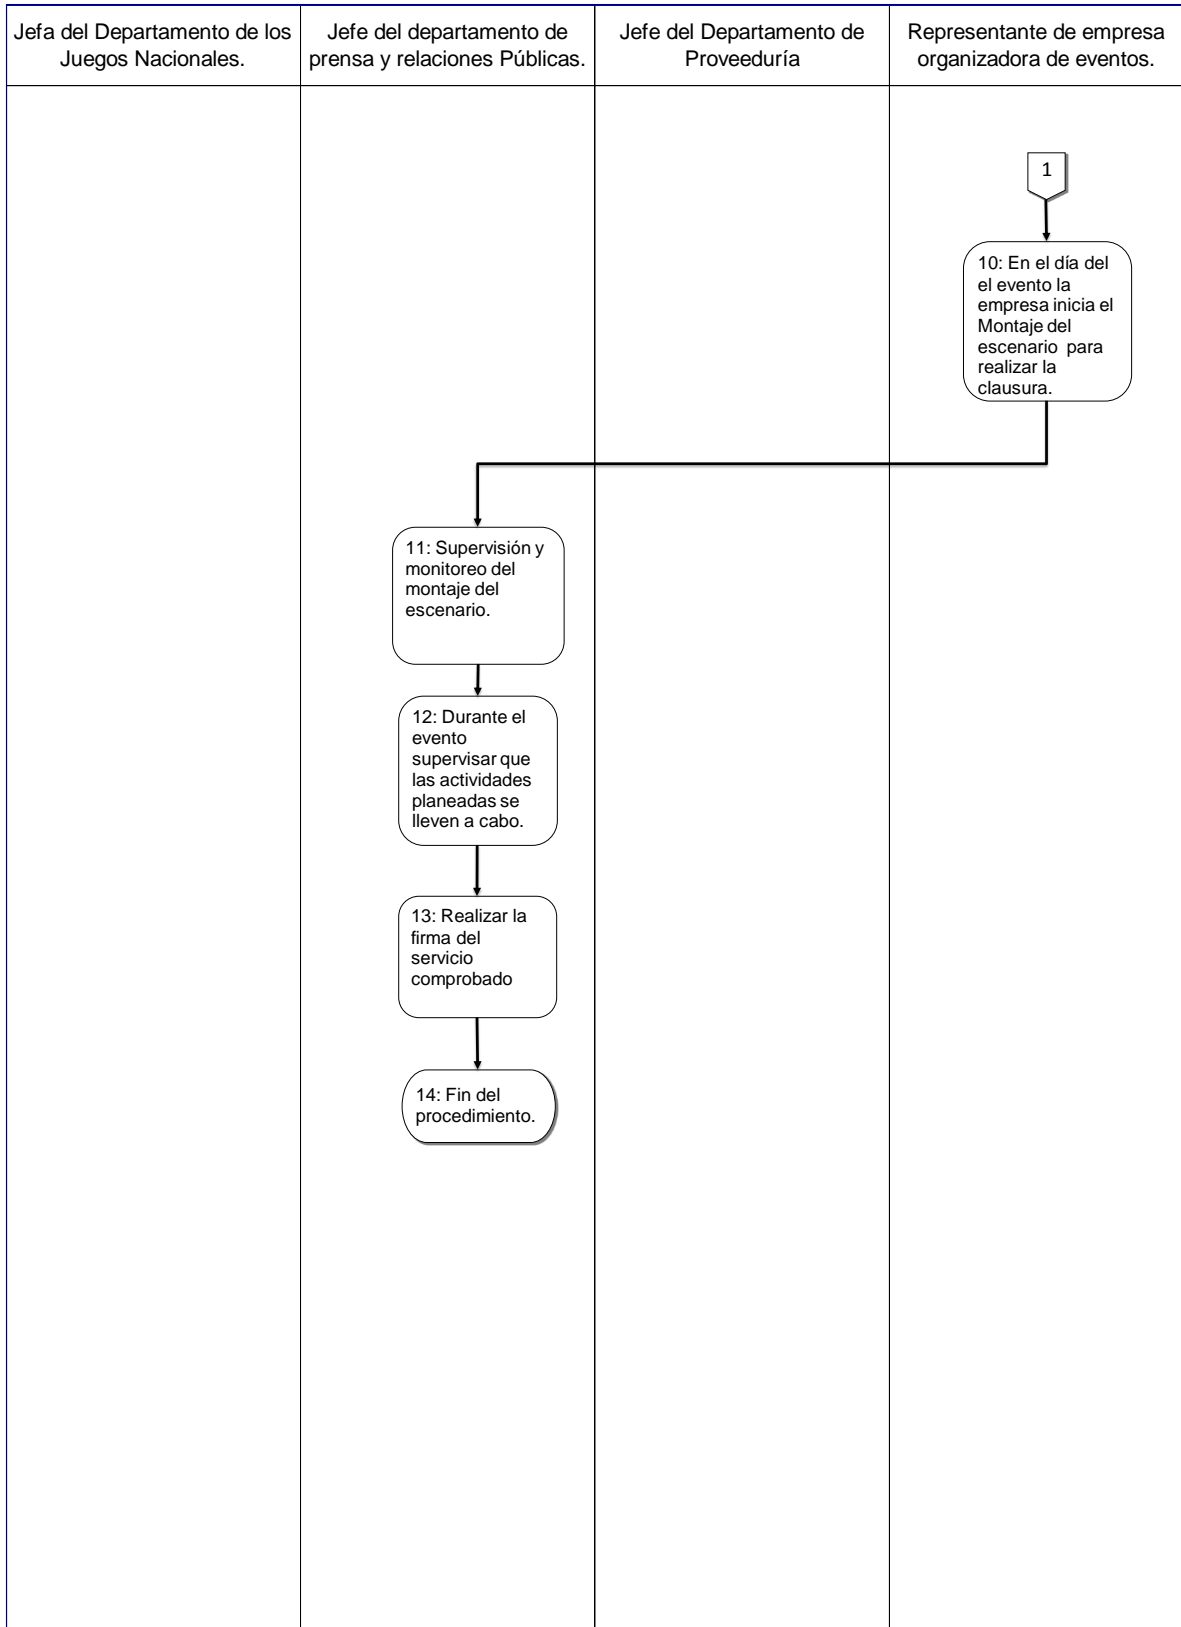 Jefa del Departamento de los
Juegos Nacionales.
Jefe del departamento de
prensa y relaciones Públicas.
Jefe del Departamento de
Proveeduría
Representante de empresa
organizadora de eventos.
1
10: En el día del
el evento la
empresa inicia el
Montaje del
escenario para
realizar la
clausura.
11: Supervisión y
monitoreo del
montaje del
escenario.
12: Durante el
evento
supervisar que
las actividades
planeadas se
lleven a cabo.
13: Realizar la
firma del
servicio
comprobado
14: Fin del
procedimiento.